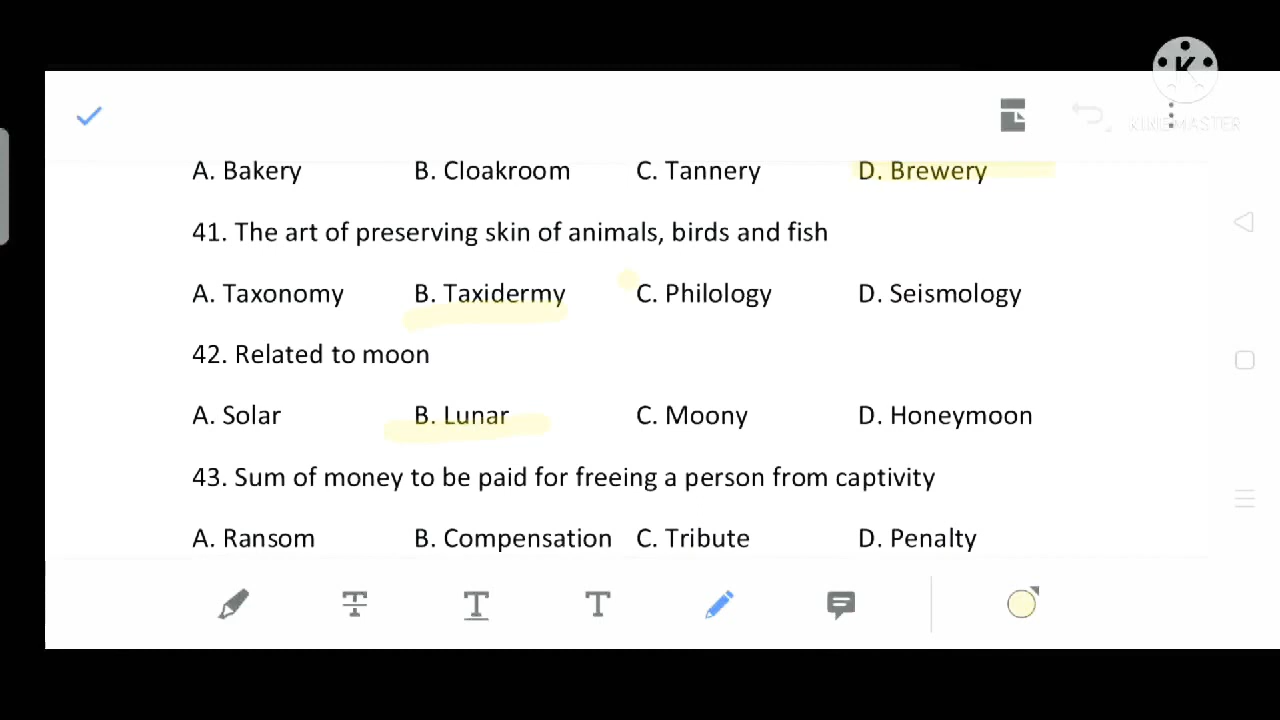 KINEMASTER
A. Bakery B. Cloakroom C. Tannery D. Brewery
41. The art of preserving skin of animals, birds and fish
A. Taxonomy B. Taxidermy C. Philology D. Seismology
42. Related to moon
A. Solar B. Lunar C. Moony D. Honeymoon
43. Sum of money to be paid for freeing a person from captivity
A. Ransom B. Compensation C. Tribute D. Penalty